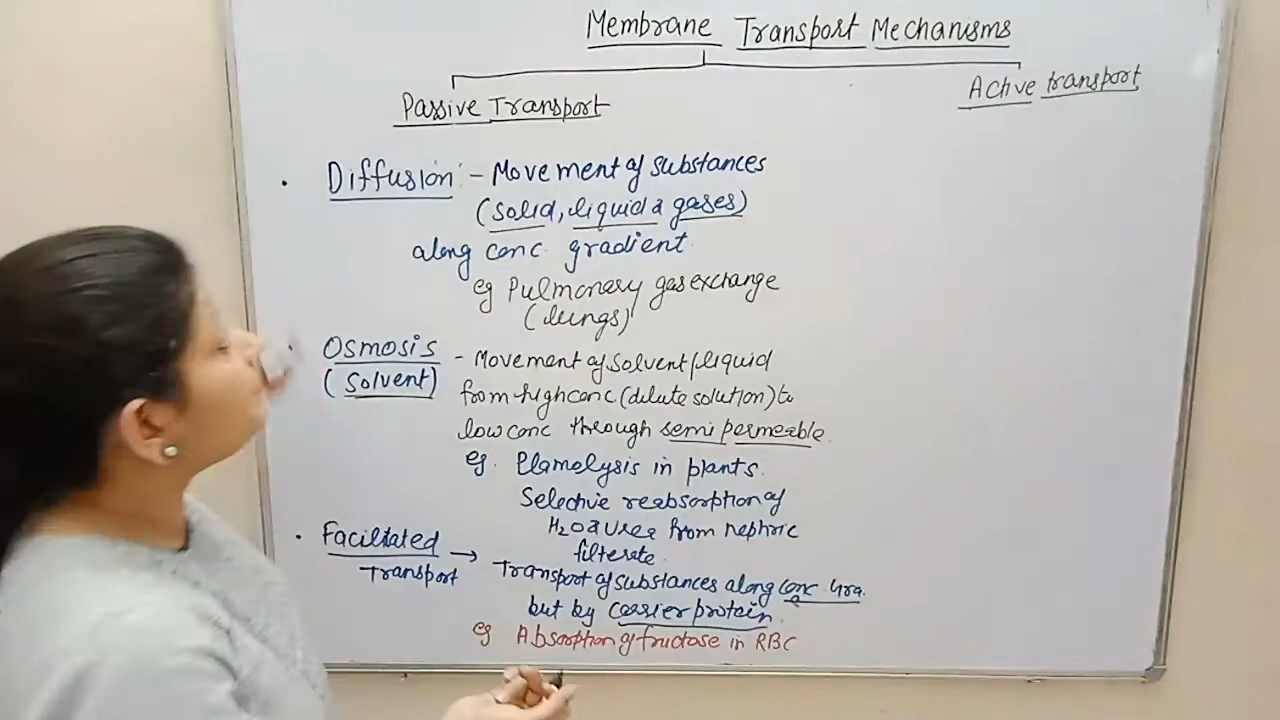 Membrane Transport Mechanisms
Passive Transport
Active transport
. Diffusion :- Movement of substances
(solid, liquid & gases)
along conc. gradient
eg Pulmonary gas exchange
(lungs)
. Osmosis - Movement of solvent/liquid
(Solvent) from high conc (dilute solution) to
low conc through semi permeable
eg. Plamolysis in plants.
Selective reabsorption of
H2O & Urea from nephric
filterate
. Faciltated → Transport of substances along conc. Gra.
Transport but by carrier protein.
eg Absorption of fructose in RBC